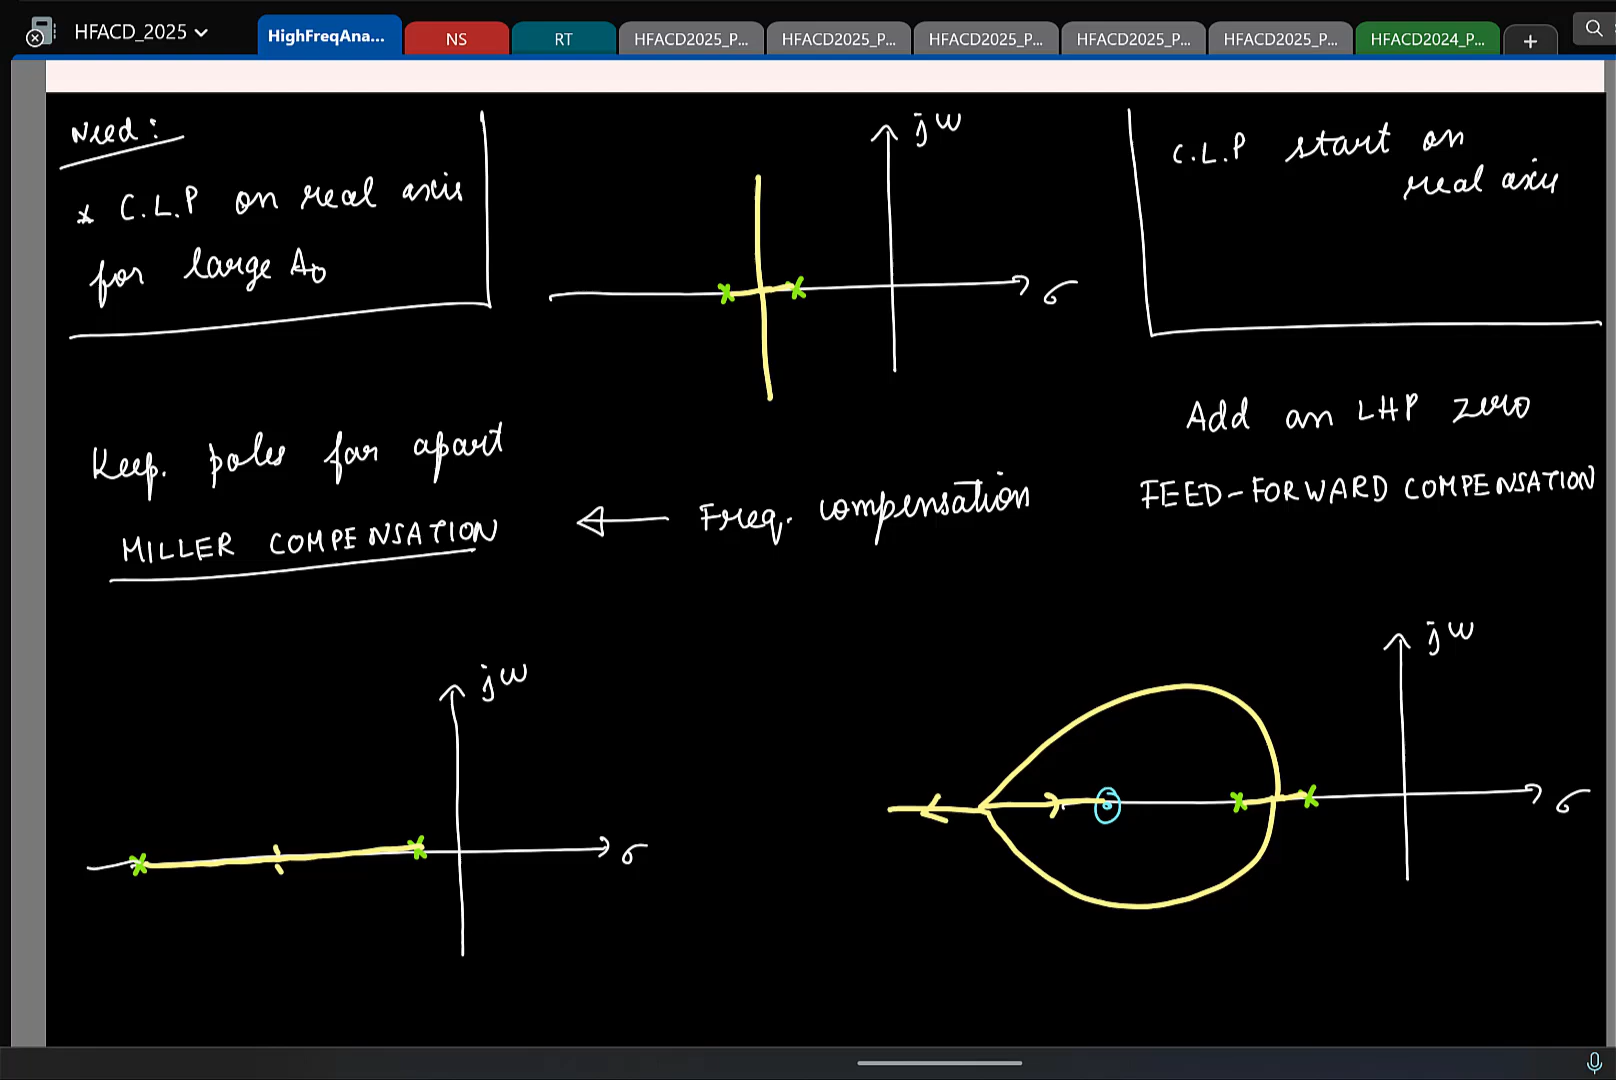 HFACD_2025
HighFreqAna...
NS
RT
HFACD2025_P...
HFACD2025_P...
HFACD2025_P...
HFACD2025_P...
HFACD2025_P...
HFACD2024_P...
+
Need:
* C.L.P on real axis
for large A0
jω
σ
C.L.P start on
real axis
Keep. poles far apart
MILLER COMPENSATION
Freq. compensation
Add an LHP zero
FEED-FORWARD COMPENSATION
jω
σ
jω
σ